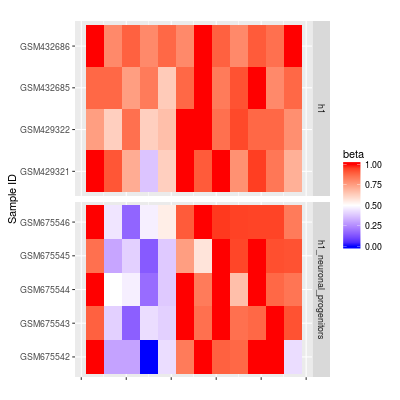 Sample ID
GSM432686
GSM432685
GSM429322
GSM429321
h1
GSM675546
GSM675545
GSM675544
GSM675543
GSM675542
h1_neuronal_progenitors
beta
1.00
0.75
0.50
0.25
0.00